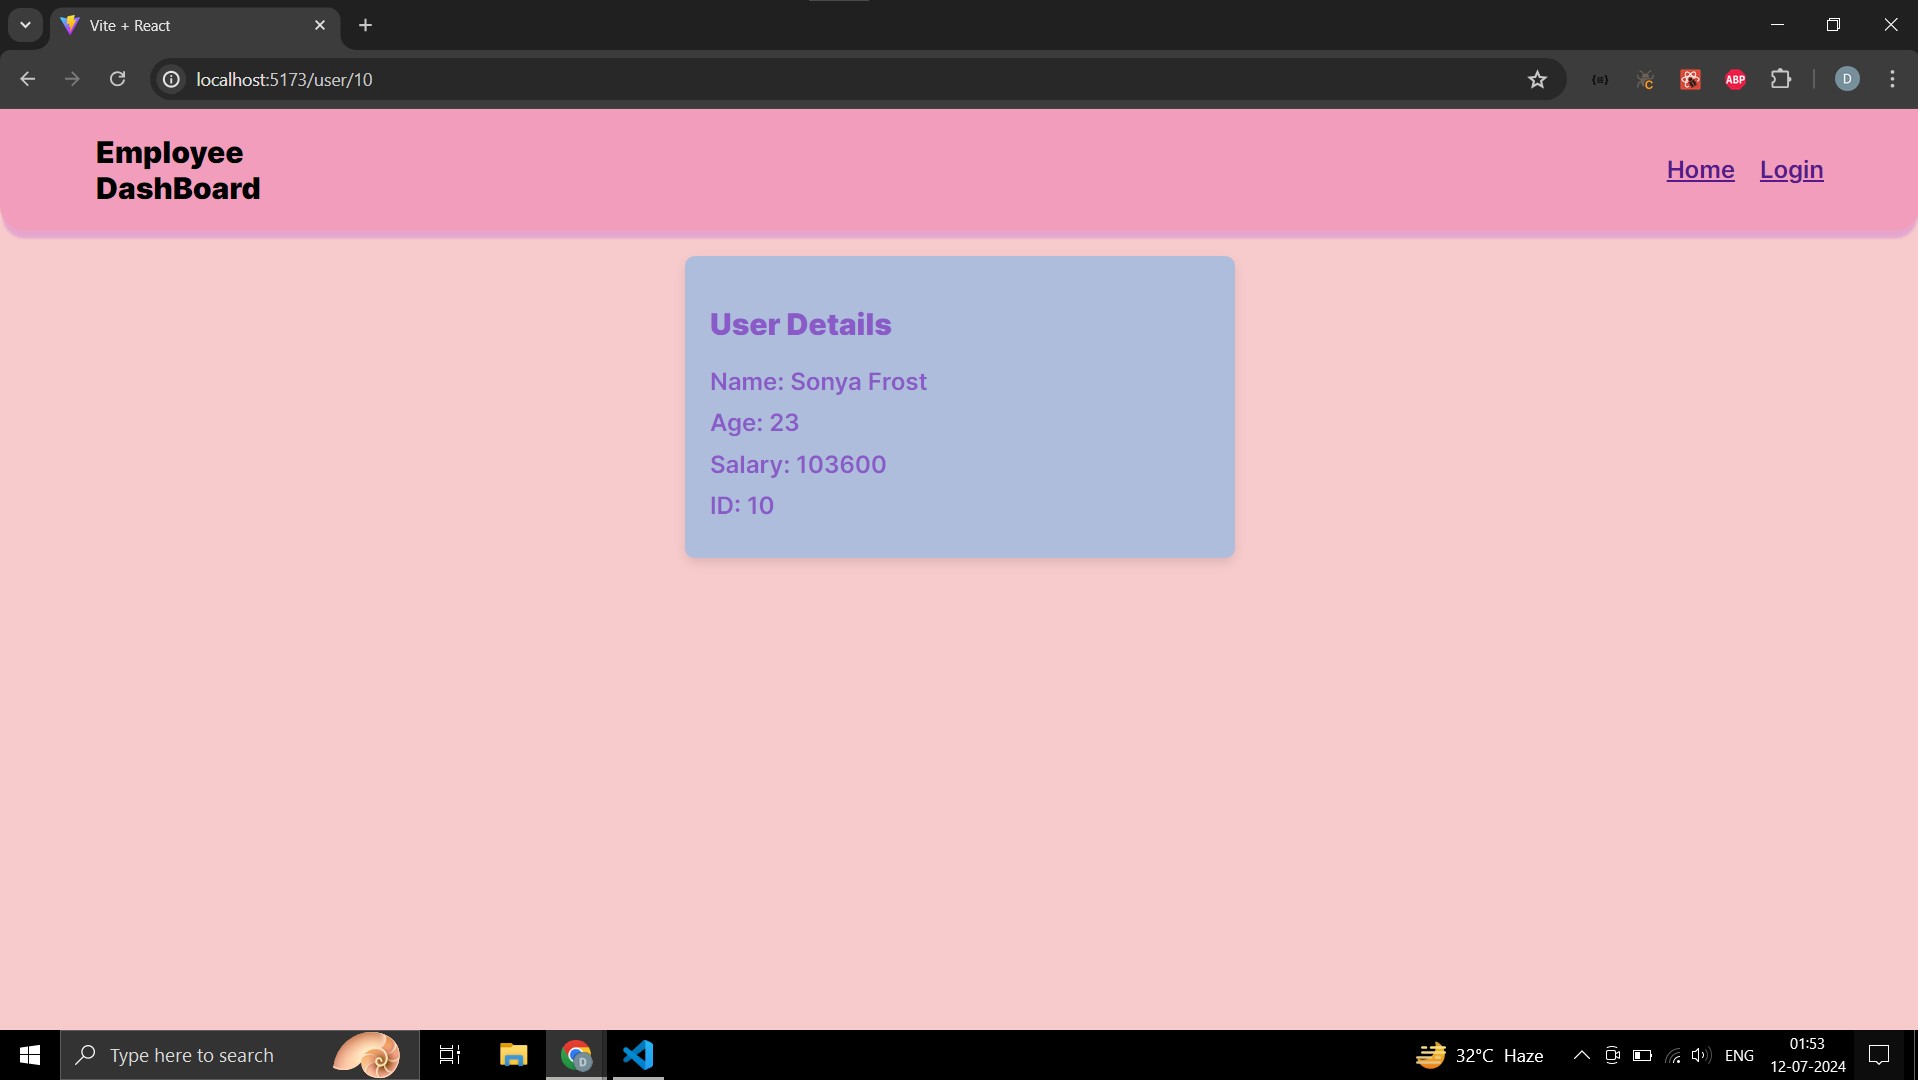 Vite + React
localhost:5173/user/10
ABP
D
Employee
DashBoard
Home
Login
User Details
Name: Sonya Frost
Age: 23
Salary: 103600
ID: 10
Type here to search
D
32°C Haze
ENG
01:53
12-07-2024